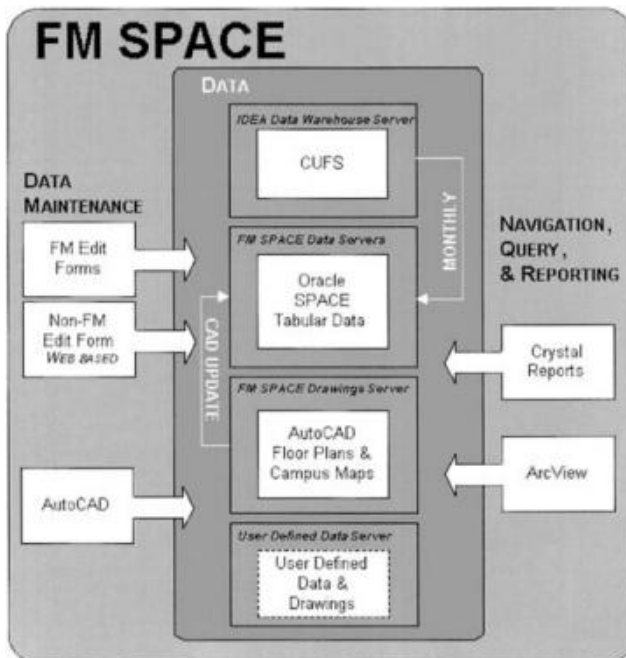 FM SPACE
DATA
IDEA Data Warehouse Server
CUFS
MONTHLY
DATA
MAINTENANCE
FM Edit
Forms
Non-FM
Edit Form
WEB BASED
AutoCAD
FM SPACE Data Servers
Oracle
SPACE
Tabular Data
CAD UPDATE
FM SPACE Drawings Server
AutoCAD
Floor Plans &
Campus Maps
User Defined Data Server
User Defined
Data &
Drawings
NAVIGATION,
QUERY,
& REPORTING
Crystal
Reports
ArcView